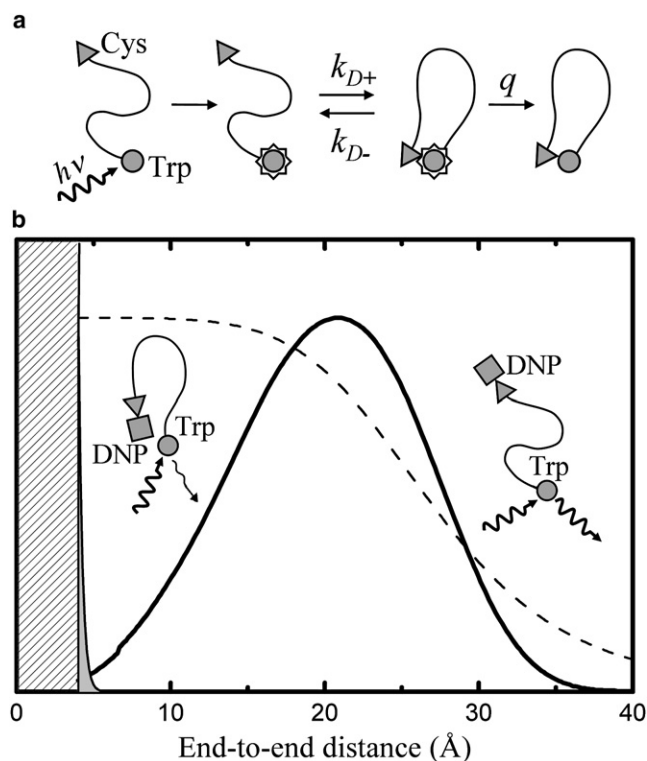 a
Cys
hν
Trp
k_{D+}
k_{D-}
q
b
DNP
Trp
DNP
Trp
0 10 20 30 40
End-to-end distance (Å)